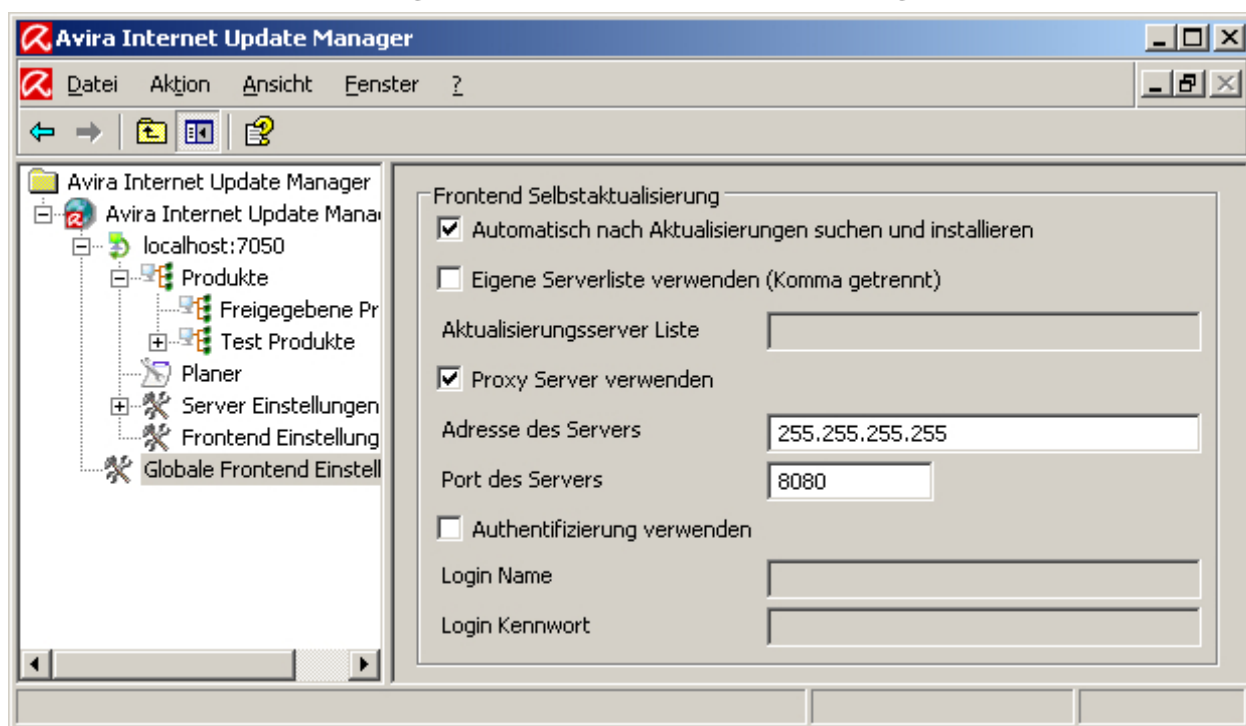 Avira Internet Update Manager
Datei Aktion Ansicht Fenster ?
Avira Internet Update Manager
Avira Internet Update Mana
localhost:7050
Produkte
Freigegebene Pr
Test Produkte
Planer
Server Einstellungen
Frontend Einstellung
Globale Frontend Einstell
Frontend Selbstaktualisierung
Automatisch nach Aktualisierungen suchen und installieren
Eigene Serverliste verwenden (Komma getrennt)
Aktualisierungsserver Liste
Proxy Server verwenden
Adresse des Servers 255.255.255.255
Port des Servers 8080
Authentifizierung verwenden
Login Name
Login Kennwort